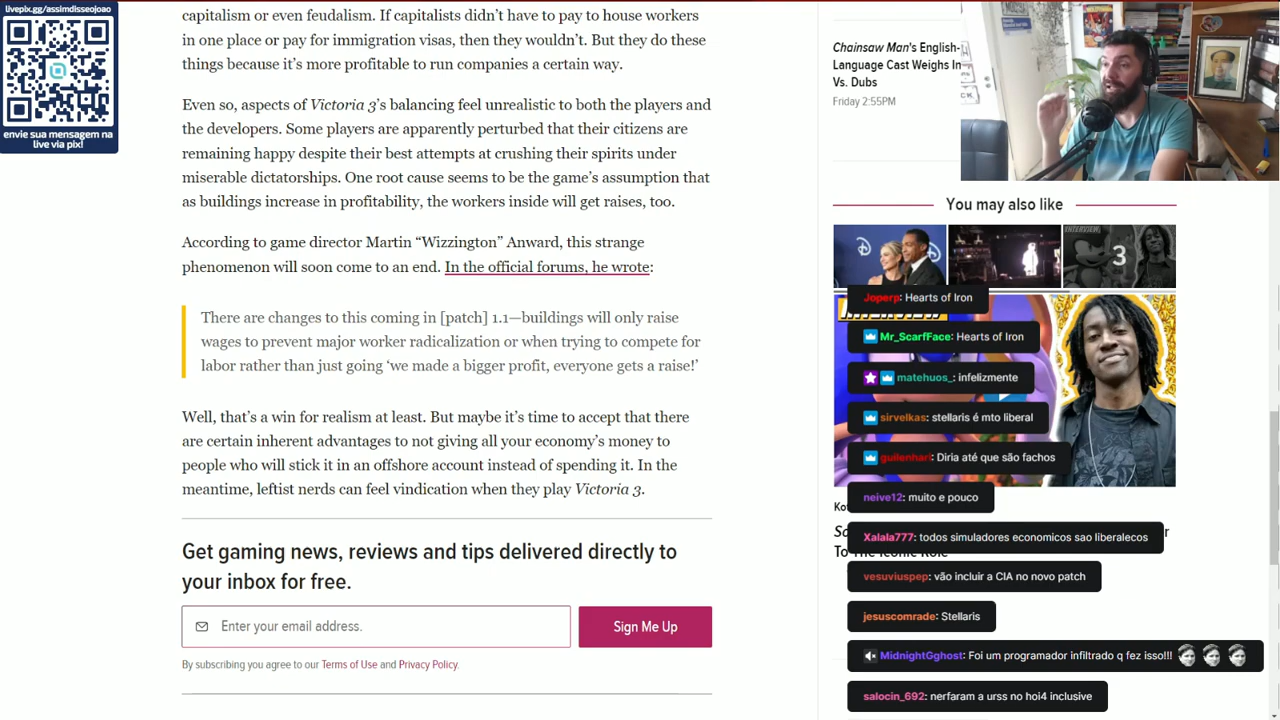 livepix.gg/assimdisseojoao
envie sua mensagem na
live via pix!
capitalism or even feudalism. If capitalists didn't have to pay to house workers
in one place or pay for immigration visas, then they wouldn't. But they do these
things because it's more profitable to run companies a certain way.
Even so, aspects of Victoria 3's balancing feel unrealistic to both the players and
the developers. Some players are apparently perturbed that their citizens are
remaining happy despite their best attempts at crushing their spirits under
miserable dictatorships. One root cause seems to be the game's assumption that
as buildings increase in profitability, the workers inside will get raises, too.
According to game director Martin “Wizzington” Anward, this strange
phenomenon will soon come to an end. In the official forums, he wrote:
There are changes to this coming in [patch] 1.1—buildings will only raise
wages to prevent major worker radicalization or when trying to compete for
labor rather than just going ‘we made a bigger profit, everyone gets a raise!’
Well, that's a win for realism at least. But maybe it's time to accept that there
are certain inherent advantages to not giving all your economy's money to
people who will stick it in an offshore account instead of spending it. In the
meantime, leftist nerds can feel vindication when they play Victoria 3.
Get gaming news, reviews and tips delivered directly to
your inbox for free.
Enter your email address.
Sign Me Up
By subscribing you agree to our Terms of Use and Privacy Policy.
Chainsaw Man's English-
Language Cast Weighs In
Vs. Dubs
Friday 2:55PM
You may also like
INTERVIEW
3
Joperp: Hearts of Iron
Mr_ScarfFace: Hearts of Iron
matehuos_: infelizmente
sirvelkas: stellaris é mto liberal
guilenhari: Diria até que são fachos
neive12: muito e pouco
Xalala777: todos simuladores economicos sao liberalecos
To The Iconic Role
vesuviuspep: vão incluir a CIA no novo patch
jesuscomrade: Stellaris
MidnightGghost: Foi um programador infiltrado q fez isso!!!
salocin_692: nerfaram a urss no hoi4 inclusive